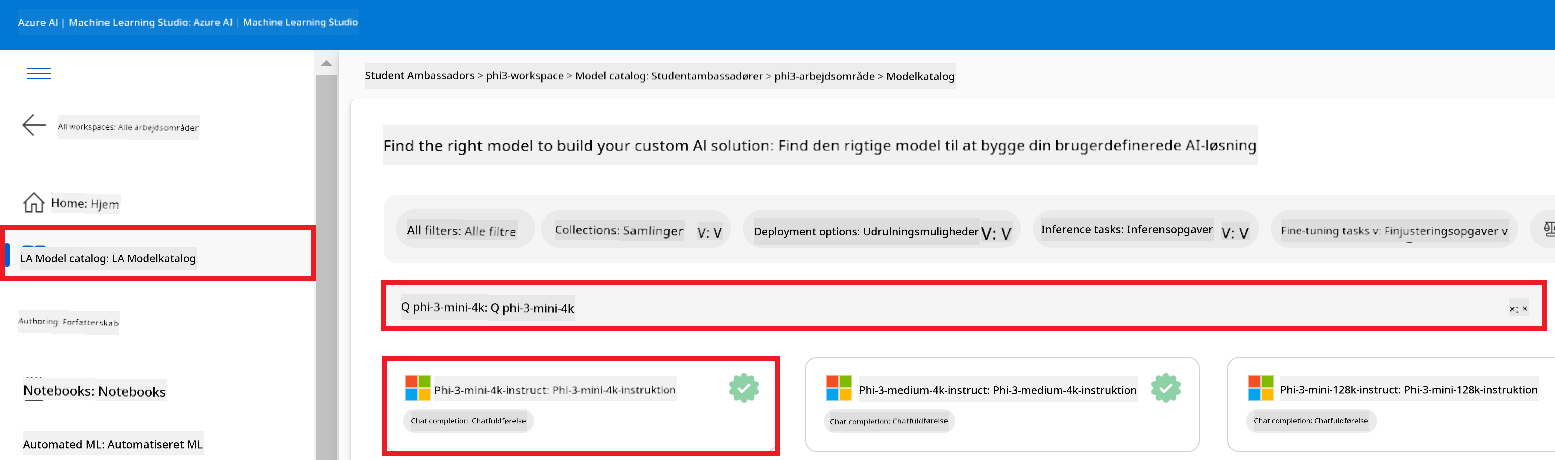 Azure AI | Machine Learning Studio: Azure AI | Machine Learning Studio
Student Ambassadors > phi3-workspace > Model catalog: Studentambassadører > phi3-arbejdsområde > Modelkatalog
All workspaces: Alle arbejdsområder
Find the right model to build your custom AI solution: Find den rigtige model til at bygge din brugerdefinerede AI-løsning
Home: Hjem
All filters: Alle filtre
Collections: Samlinger V: V
Deployment options: Udrulningsmuligheder V: V
Inference tasks: Inferensopgaver V: V
Fine-tuning tasks v: Finjusteringsopgaver v
LA Model catalog: LA Modelkatalog
Q phi-3-mini-4k: Q phi-3-mini-4k ×: ×
Authoring: Forfatterskab
Notebooks: Notebooks
Phi-3-mini-4k-instruct: Phi-3-mini-4k-instruktion
Chat completion: Chatfuldførelse
Phi-3-medium-4k-instruct: Phi-3-medium-4k-instruktion
Chat completion: Chatfuldførelse
Phi-3-mini-128k-instruct: Phi-3-mini-128k-instruktion
Chat completion: Chatfuldførelse
Automated ML: Automatiseret ML